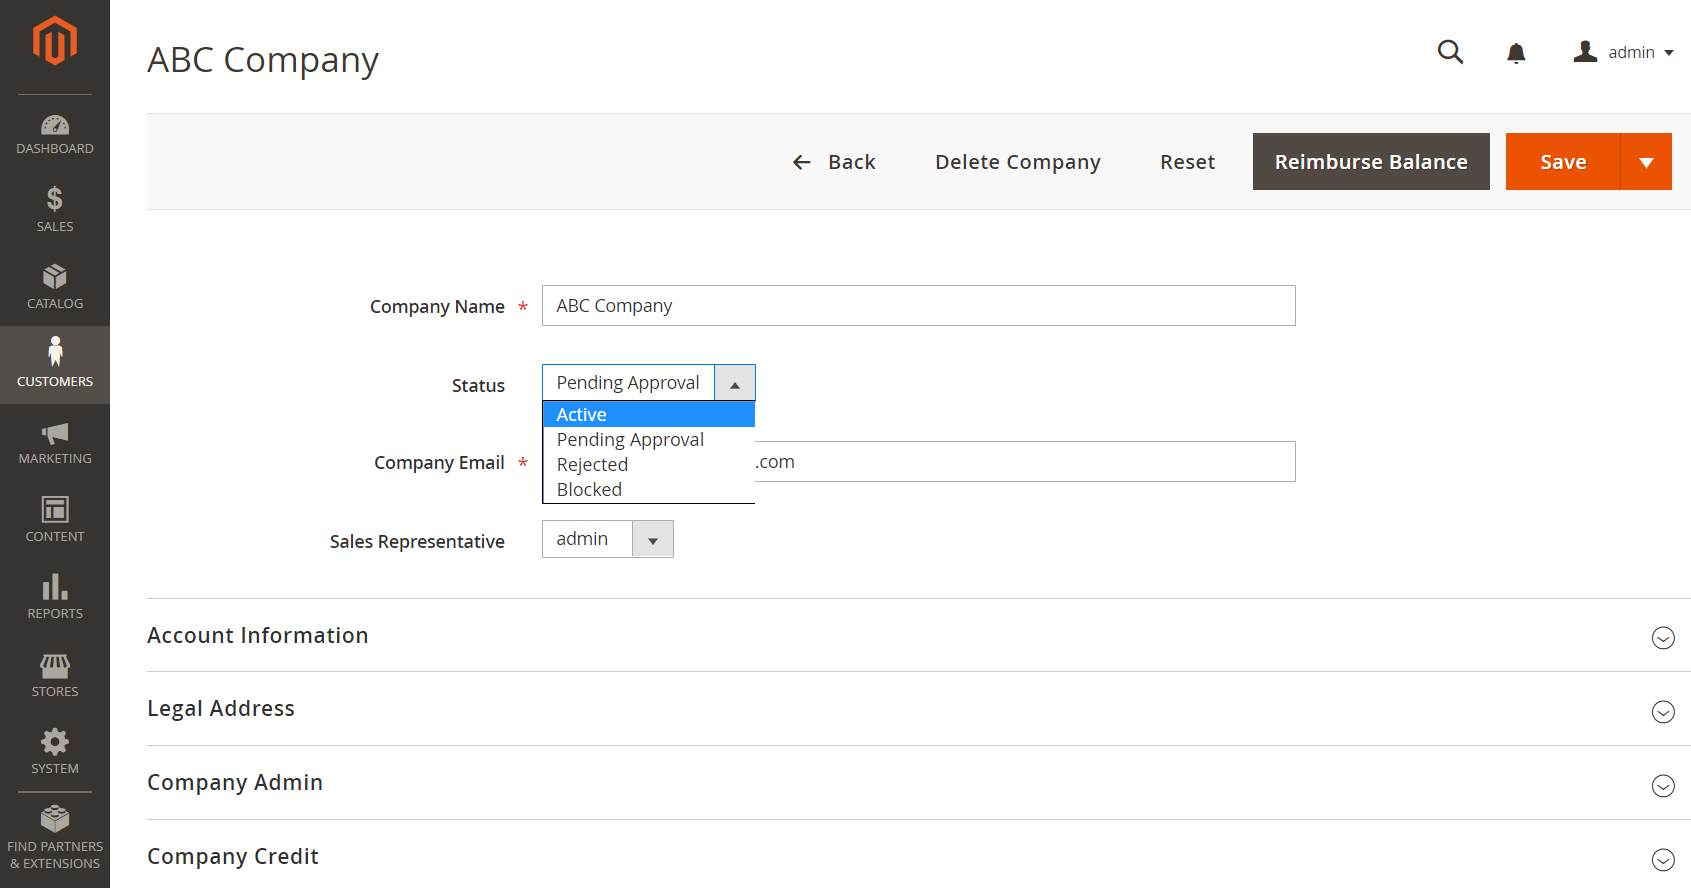 ABC Company
admin
Back
Delete Company
Reset
Reimburse Balance
Save
DASHBOARD
SALES
CATALOG
CUSTOMERS
MARKETING
CONTENT
REPORTS
STORES
SYSTEM
FIND PARTNERS
& EXTENSIONS
Company Name *
ABC Company
Status
Pending Approval
Active
Pending Approval
Rejected
Blocked
Company Email *
.com
Sales Representative
admin
Account Information
Legal Address
Company Admin
Company Credit